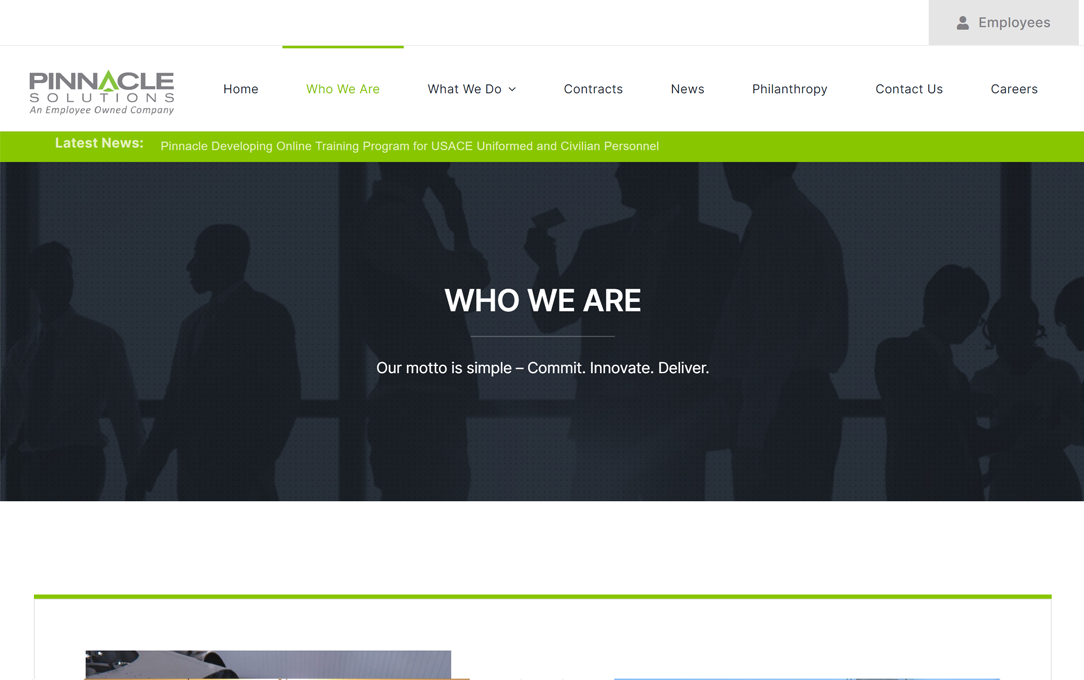 Employees
PINNACLE
SOLUTIONS
An Employee Owned Company
Home
Who We Are
What We Do
Contracts
News
Philanthropy
Contact Us
Careers
Latest News:
Pinnacle Developing Online Training Program for USACE Uniformed and Civilian Personnel
WHO WE ARE
Our motto is simple – Commit. Innovate. Deliver.